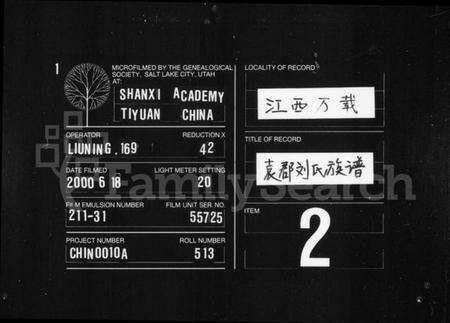 1
MICROFILMED BY THE GENEALOGICAL
SOCIETY, SALT LAKE CITY, UTAH
AT:
SHANXI ACADEMY
TIYUAN CHINA
OPERATOR REDUCTION X
LIUNING, 169 42
DATE FILMED LIGHT METER SETTING
2000 6 18 20
FILM EMULSION NUMBER FILM UNIT SER. NO.
211-31 55725
PROJECT NUMBER ROLL NUMBER
CHIN0010A 513
LOCALITY OF RECORD
江西万载
TITLE OF RECORD
袁郡刘氏族谱
ITEM
2
FamilySearch